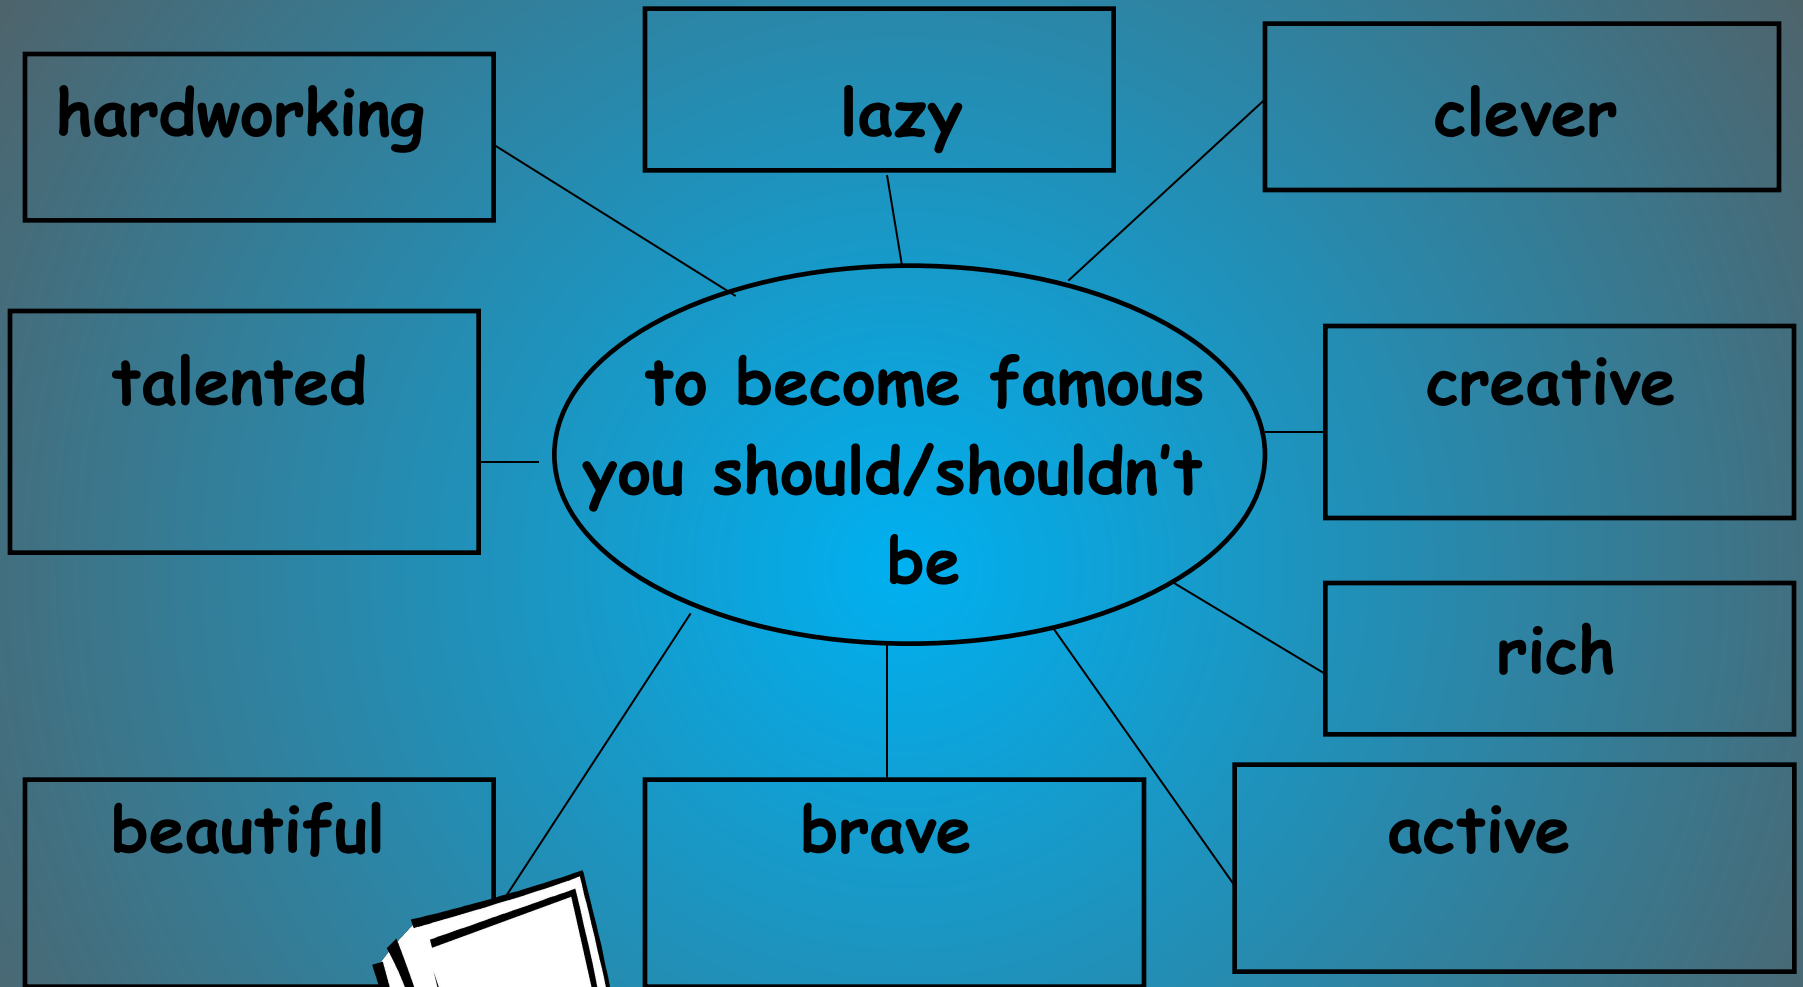 hardworking
lazy
clever
talented
to become famous
you should/shouldn't
be
creative
rich
beautiful
brave
active